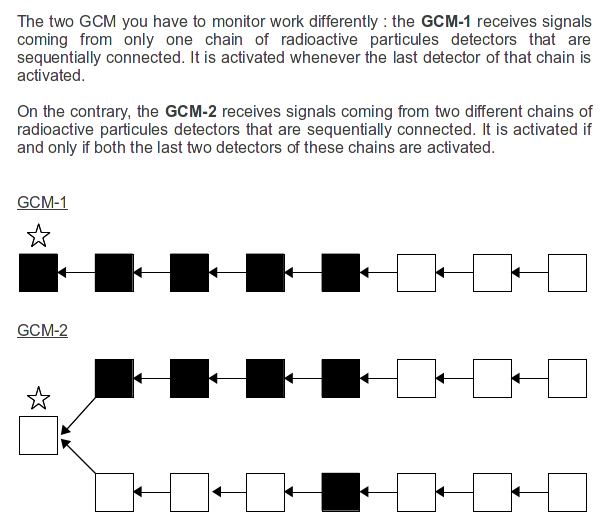 The two GCM you have to monitor work differently : the GCM-1 receives signals
coming from only one chain of radioactive particules detectors that are
sequentially connected. It is activated whenever the last detector of that chain is
activated.
On the contrary, the GCM-2 receives signals coming from two different chains of
radioactive particules detectors that are sequentially connected. It is activated if
and only if both the last two detectors of these chains are activated.
GCM-1
GCM-2